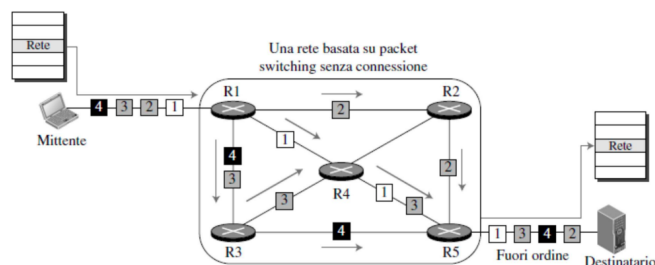 Rete
Una rete basata su packet
switching senza connessione
R1
R2
4 3 2 1
2
Mittente
1
4
3
2
Rete
R4
3
1
3
R3
4
R5
1 3 4 2
Fuori ordine
Destinatario